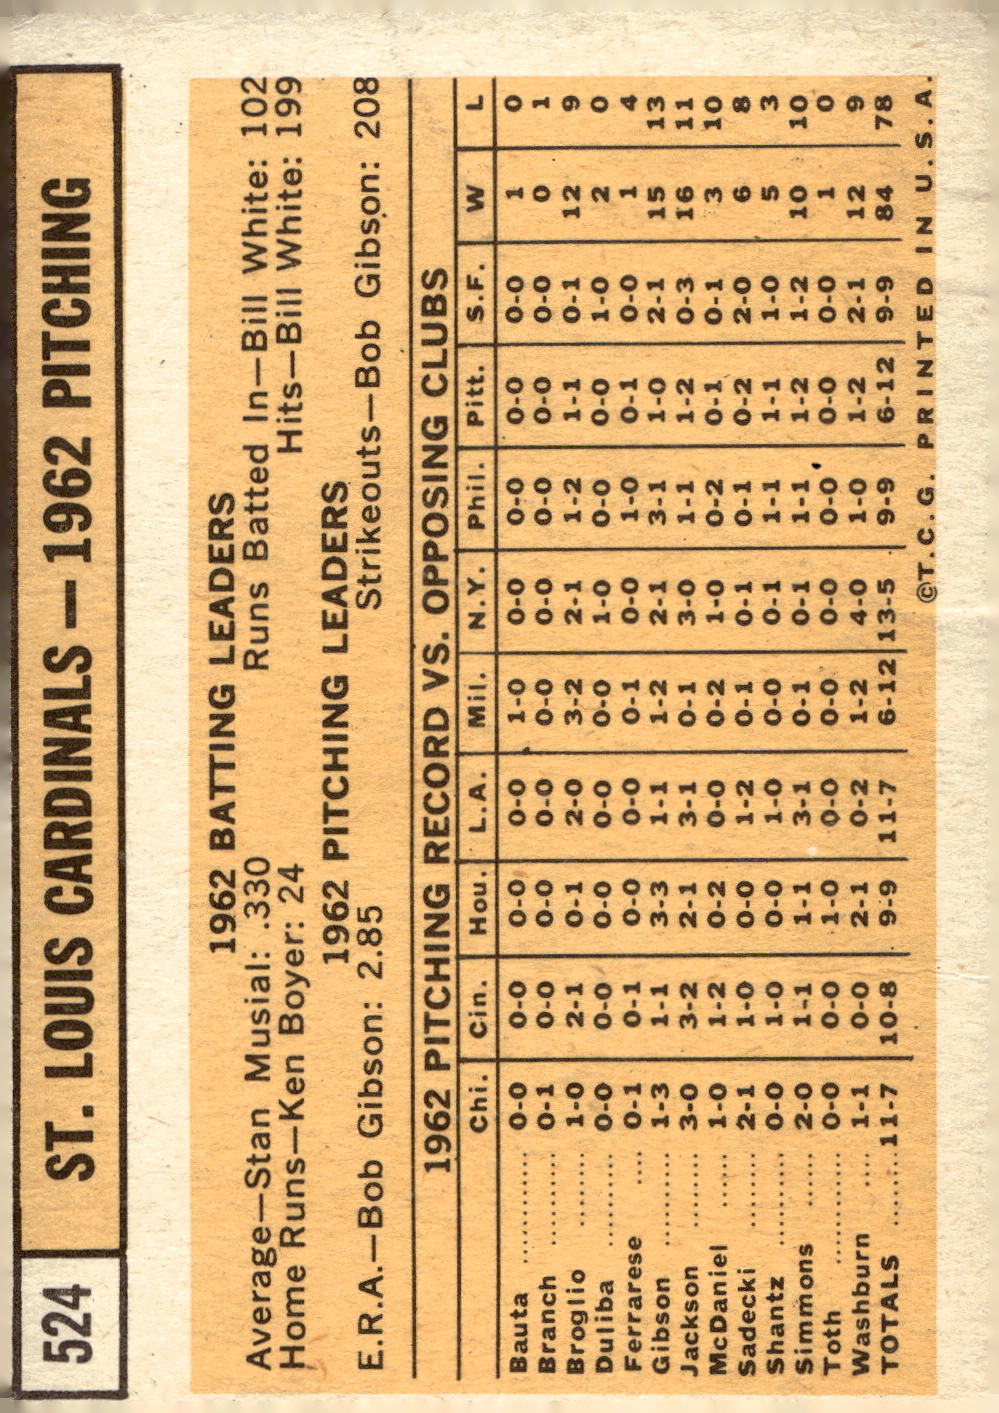 524
ST. LOUIS CARDINALS — 1962 PITCHING
1962 BATTING LEADERS
Average—Stan Musial: .330 Runs Batted In—Bill White: 102
Home Runs—Ken Boyer: 24 Hits—Bill White: 199
1962 PITCHING LEADERS
E.R.A.—Bob Gibson: 2.85 Strikeouts—Bob Gibson: 208
1962 PITCHING RECORD VS. OPPOSING CLUBS
Chi. Cin. Hou. L.A. Mil. N.Y. Phil. Pitt. S.F. W L
Bauta ............ 0-0 0-0 0-0 0-0 1-0 0-0 0-0 0-0 0-0 1 0
Branch .......... 0-1 0-0 0-0 0-0 0-0 0-0 0-0 0-0 0-0 0 1
Broglio ........ 1-0 2-1 0-1 2-0 3-2 2-1 1-2 1-1 0-1 12 9
Duliba .......... 0-0 0-0 0-0 0-0 0-0 1-0 0-0 0-0 1-0 2 0
Ferrarese .... 0-1 0-1 0-0 0-0 0-1 0-0 1-0 0-1 0-0 1 4
Gibson .......... 1-3 1-1 3-3 1-1 1-2 2-1 3-1 1-0 2-1 15 13
Jackson ........ 3-0 3-2 2-1 3-1 0-1 3-0 1-1 1-2 0-3 16 11
McDaniel ...... 1-0 1-2 0-2 0-0 0-2 1-0 0-2 0-1 0-1 3 10
Sadecki ........ 2-1 1-0 0-0 1-2 0-1 0-1 0-1 0-2 2-0 6 8
Shantz .......... 0-0 1-0 0-0 1-0 0-0 0-1 1-1 1-1 1-0 5 3
Simmons ...... 2-0 1-1 1-1 3-1 0-1 0-1 1-1 1-2 1-2 10 10
Toth ............ 0-0 0-0 1-0 0-0 0-0 0-0 0-0 0-0 0-0 1 0
Washburn .... 1-1 0-0 2-1 0-2 1-2 4-0 1-0 1-2 2-1 12 9
TOTALS ........ 11-7 10-8 9-9 11-7 6-12 13-5 9-9 6-12 9-9 84 78
©T.C.G. PRINTED IN U.S.A.